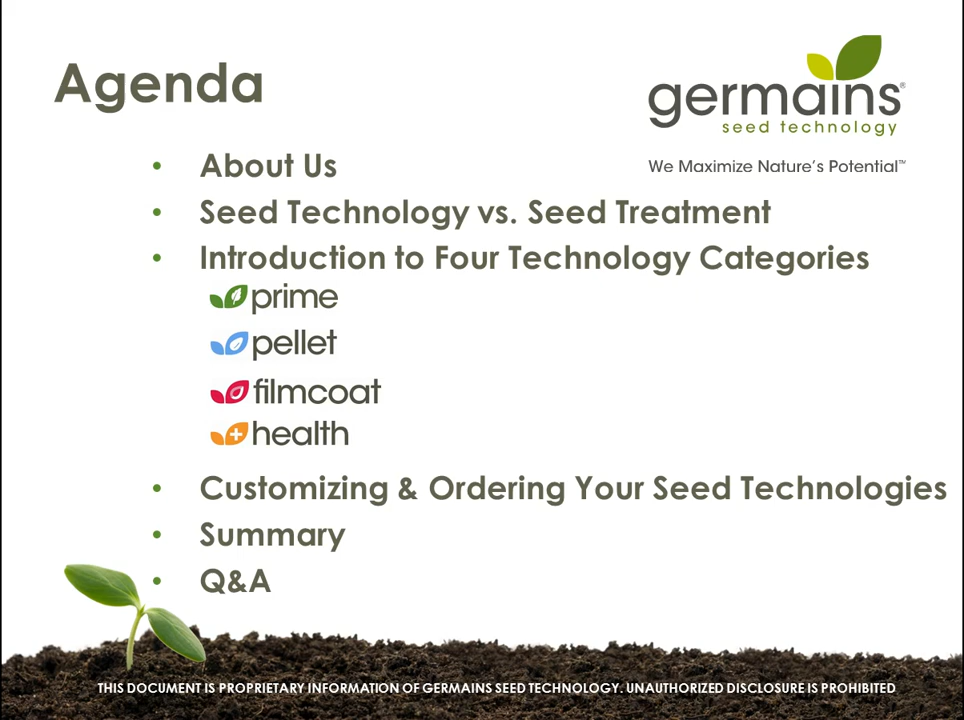 Agenda
germains®
seed technology
We Maximize Nature's Potential™
• About Us
• Seed Technology vs. Seed Treatment
• Introduction to Four Technology Categories
prime
pellet
filmcoat
health
• Customizing & Ordering Your Seed Technologies
• Summary
• Q&A
THIS DOCUMENT IS PROPRIETARY INFORMATION OF GERMAINS SEED TECHNOLOGY. UNAUTHORIZED DISCLOSURE IS PROHIBITED